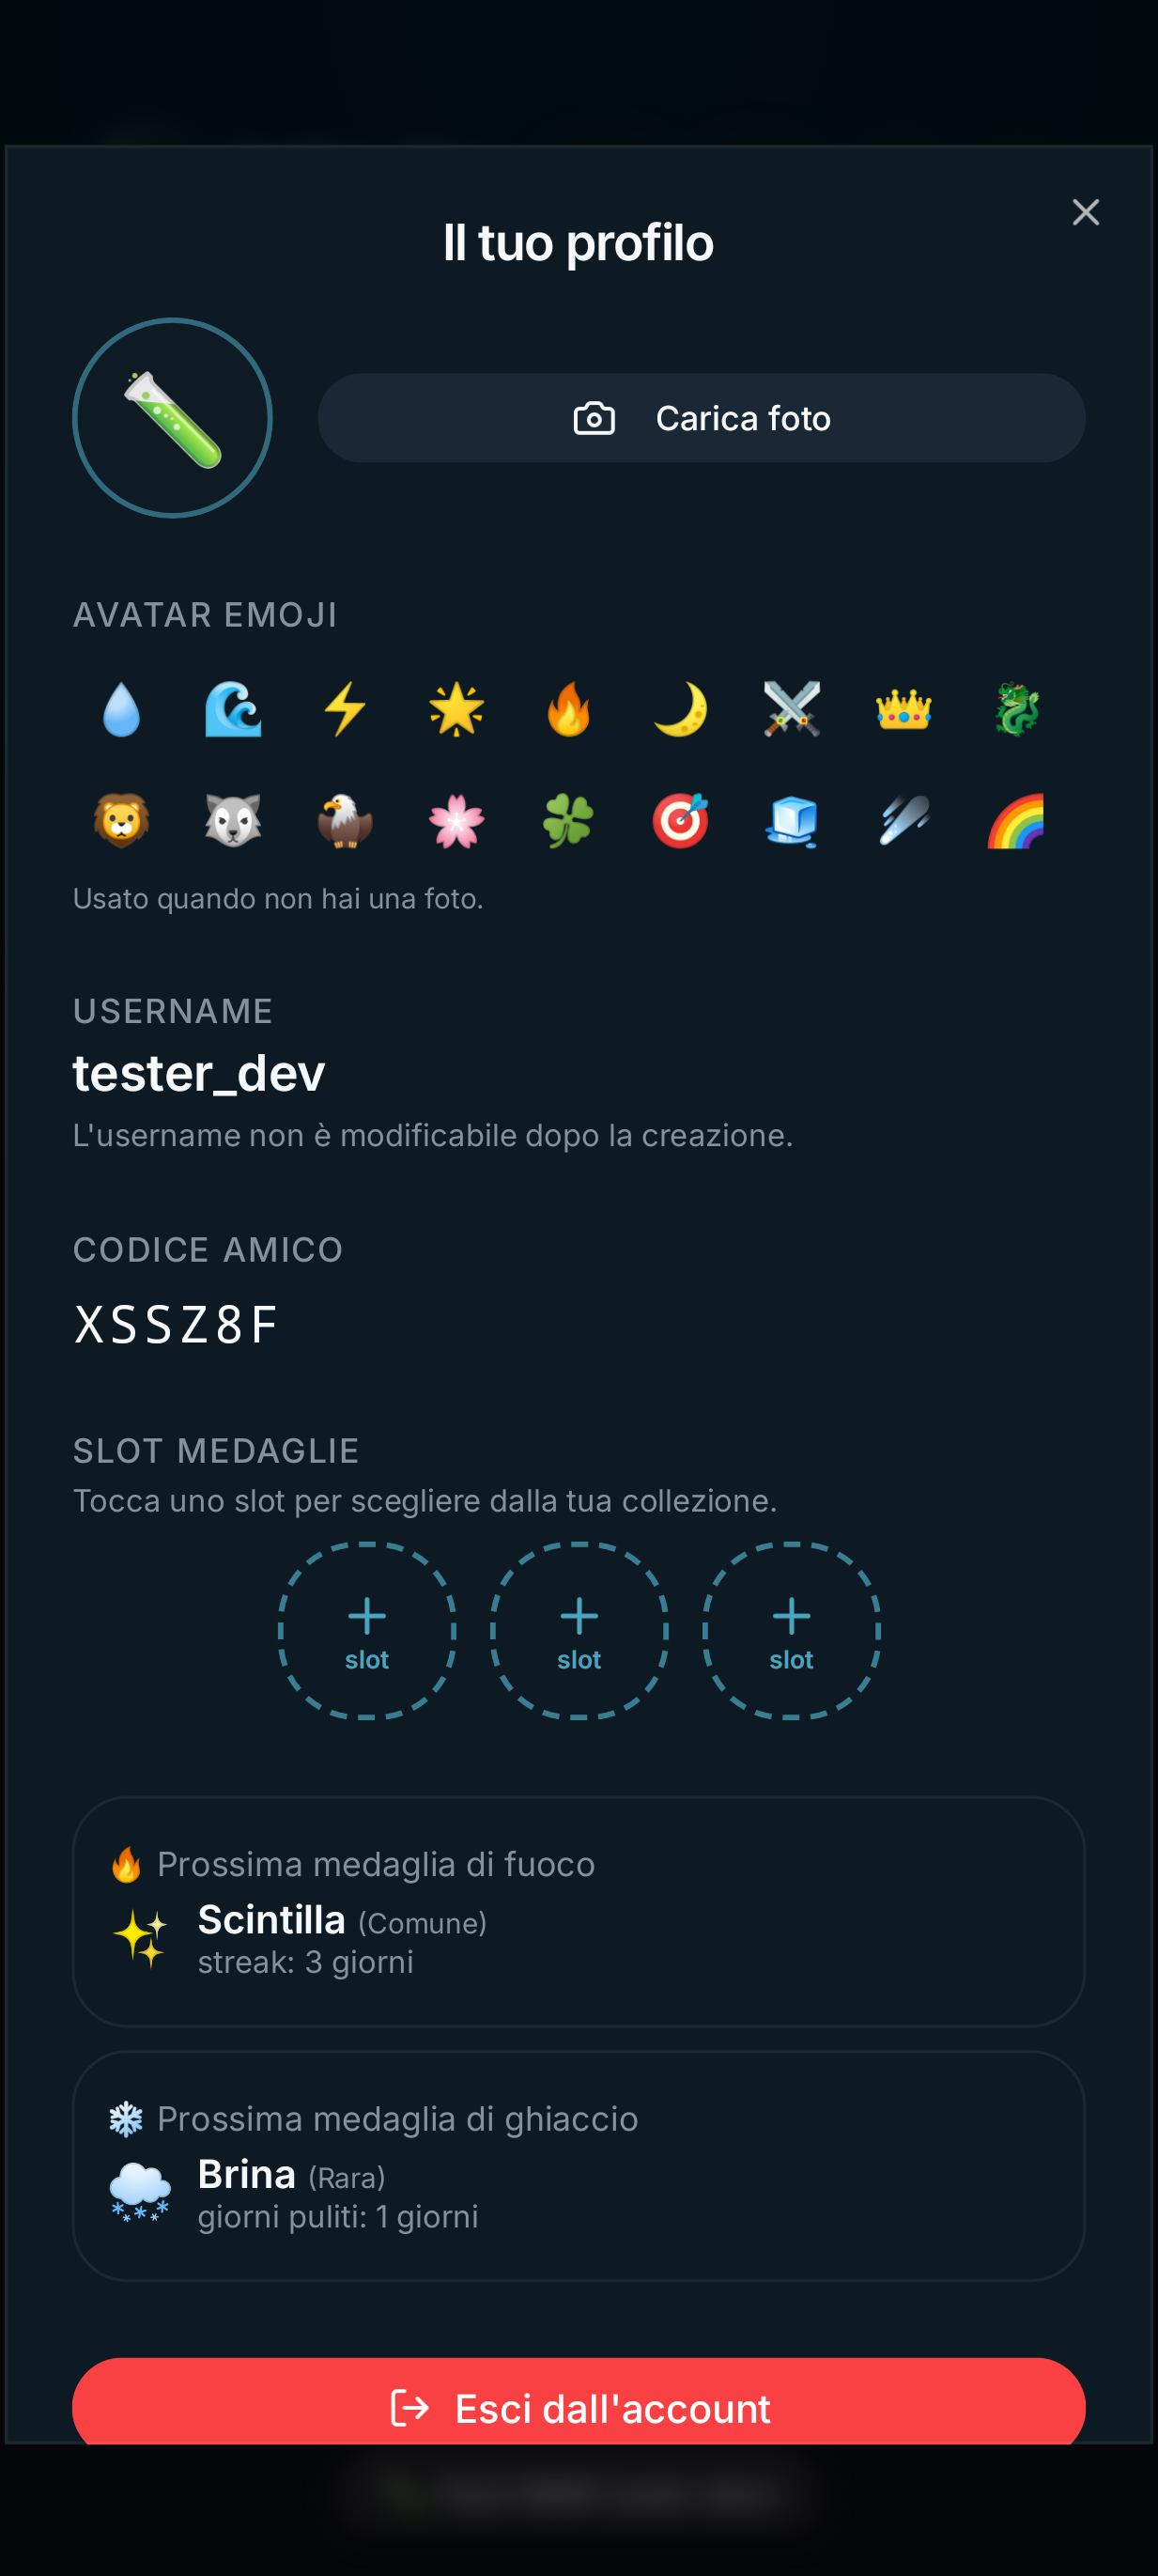 Il tuo profilo
Carica foto
AVATAR EMOJI
Usato quando non hai una foto.
USERNAME
tester_dev
L'username non è modificabile dopo la creazione.
CODICE AMICO
XSSZ8F
SLOT MEDAGLIE
Tocca uno slot per scegliere dalla tua collezione.
slot slot slot
Prossima medaglia di fuoco
Scintilla (Comune)
streak: 3 giorni
Prossima medaglia di ghiaccio
Brina (Rara)
giorni puliti: 1 giorni
Esci dall'account